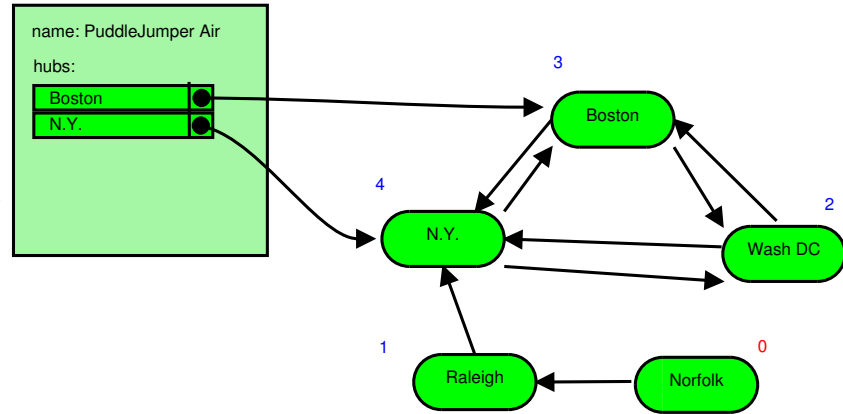 name: PuddleJumper Air
hubs:
Boston
N.Y.
3
Boston
4
N.Y.
2
Wash DC
1
Raleigh
0
Norfolk